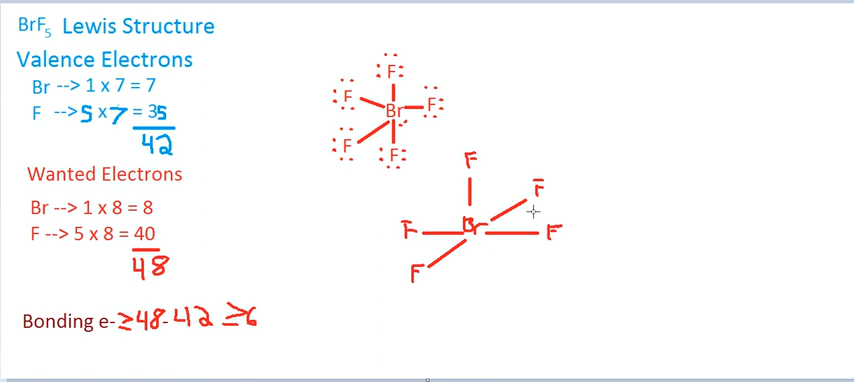 BrF5 Lewis Structure
Valence Electrons
Br --> 1 x 7 = 7
F --> 5 x 7 = 35
42
Wanted Electrons
Br --> 1 x 8 = 8
F --> 5 x 8 = 40
48
Bonding e- ≥ 48-42 ≥ 6
F
F
Br F
F F
F
F
Br
F F
F